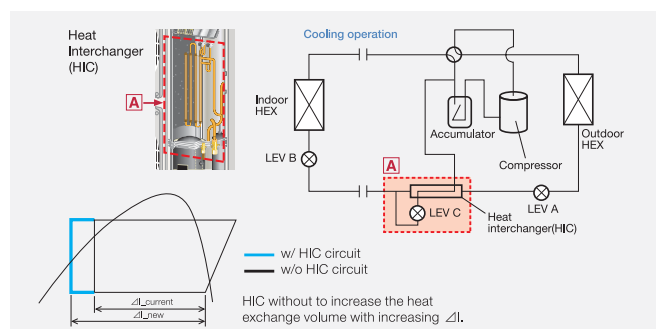 Heat
Interchanger
(HIC)
A
Cooling operation
Indoor
HEX
LEV B
Accumulator
Compressor
Outdoor
HEX
A
LEV C
LEV A
Heat
interchanger(HIC)
⊿I_current
⊿I_new
w/ HIC circuit
w/o HIC circuit
HIC without to increase the heat
exchange volume with increasing ⊿I.